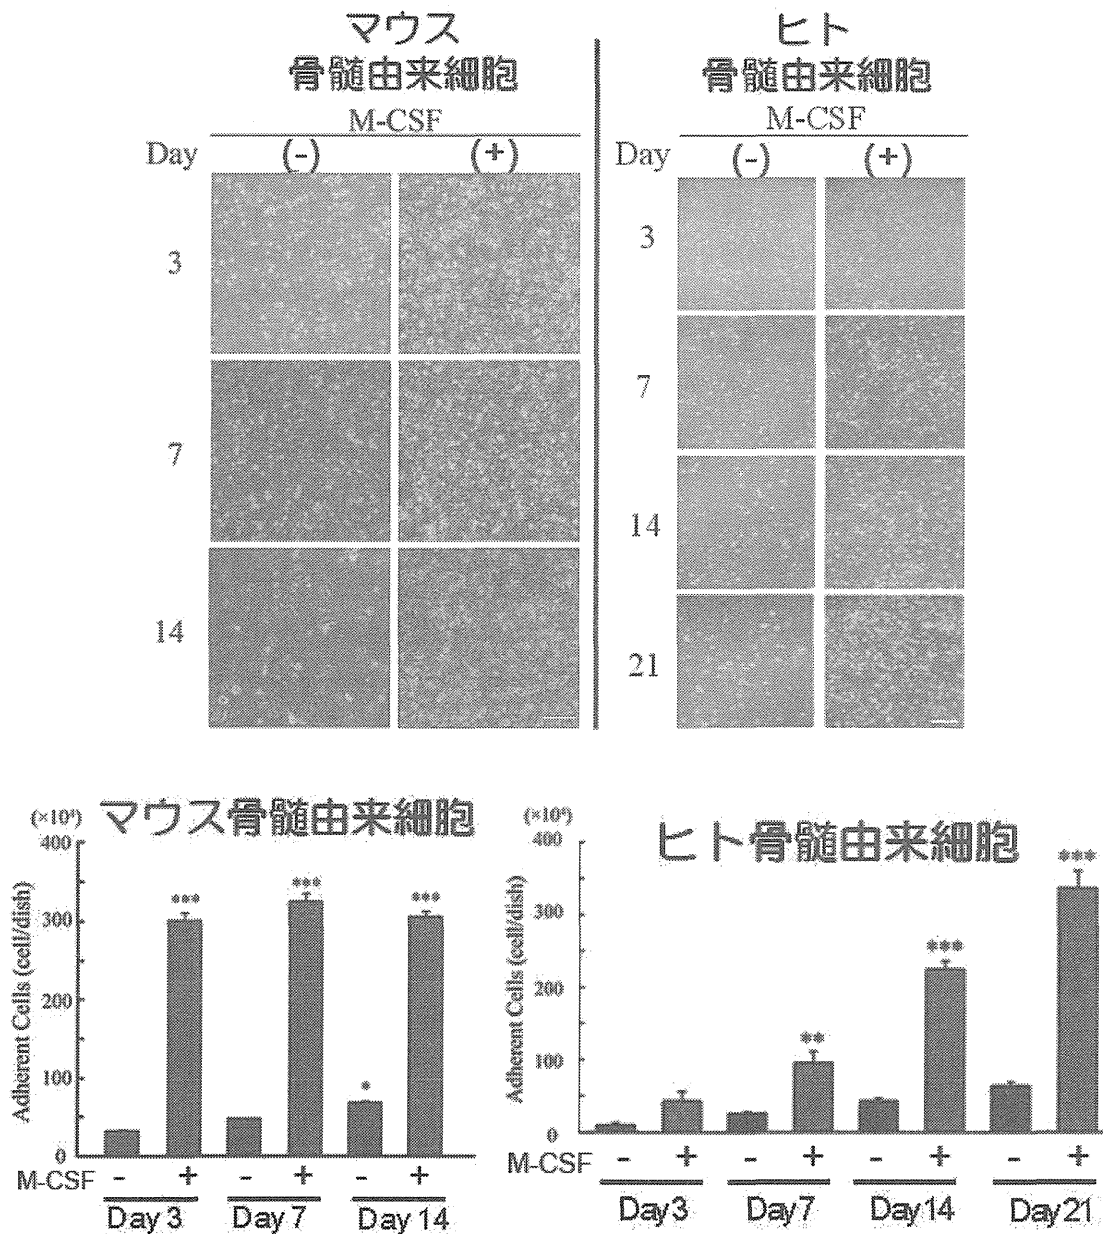 マウス
骨髄由来細胞
M-CSF
Day (-) (+)
3
7
14
ヒト
骨髄由来細胞
M-CSF
Day (-) (+)
3
7
14
21
マウス骨髄由来細胞
Adherent Cells (cell/dish)
400
300
200
100
0
***
***
*
***
M-CSF - + - + - +
Day 3 Day 7 Day 14
ヒト骨髄由来細胞
Adherent Cells (cell/dish)
400
300
200
100
0
**
***
***
M-CSF - + - + - + - +
Day3 Day7 Day14 Day21